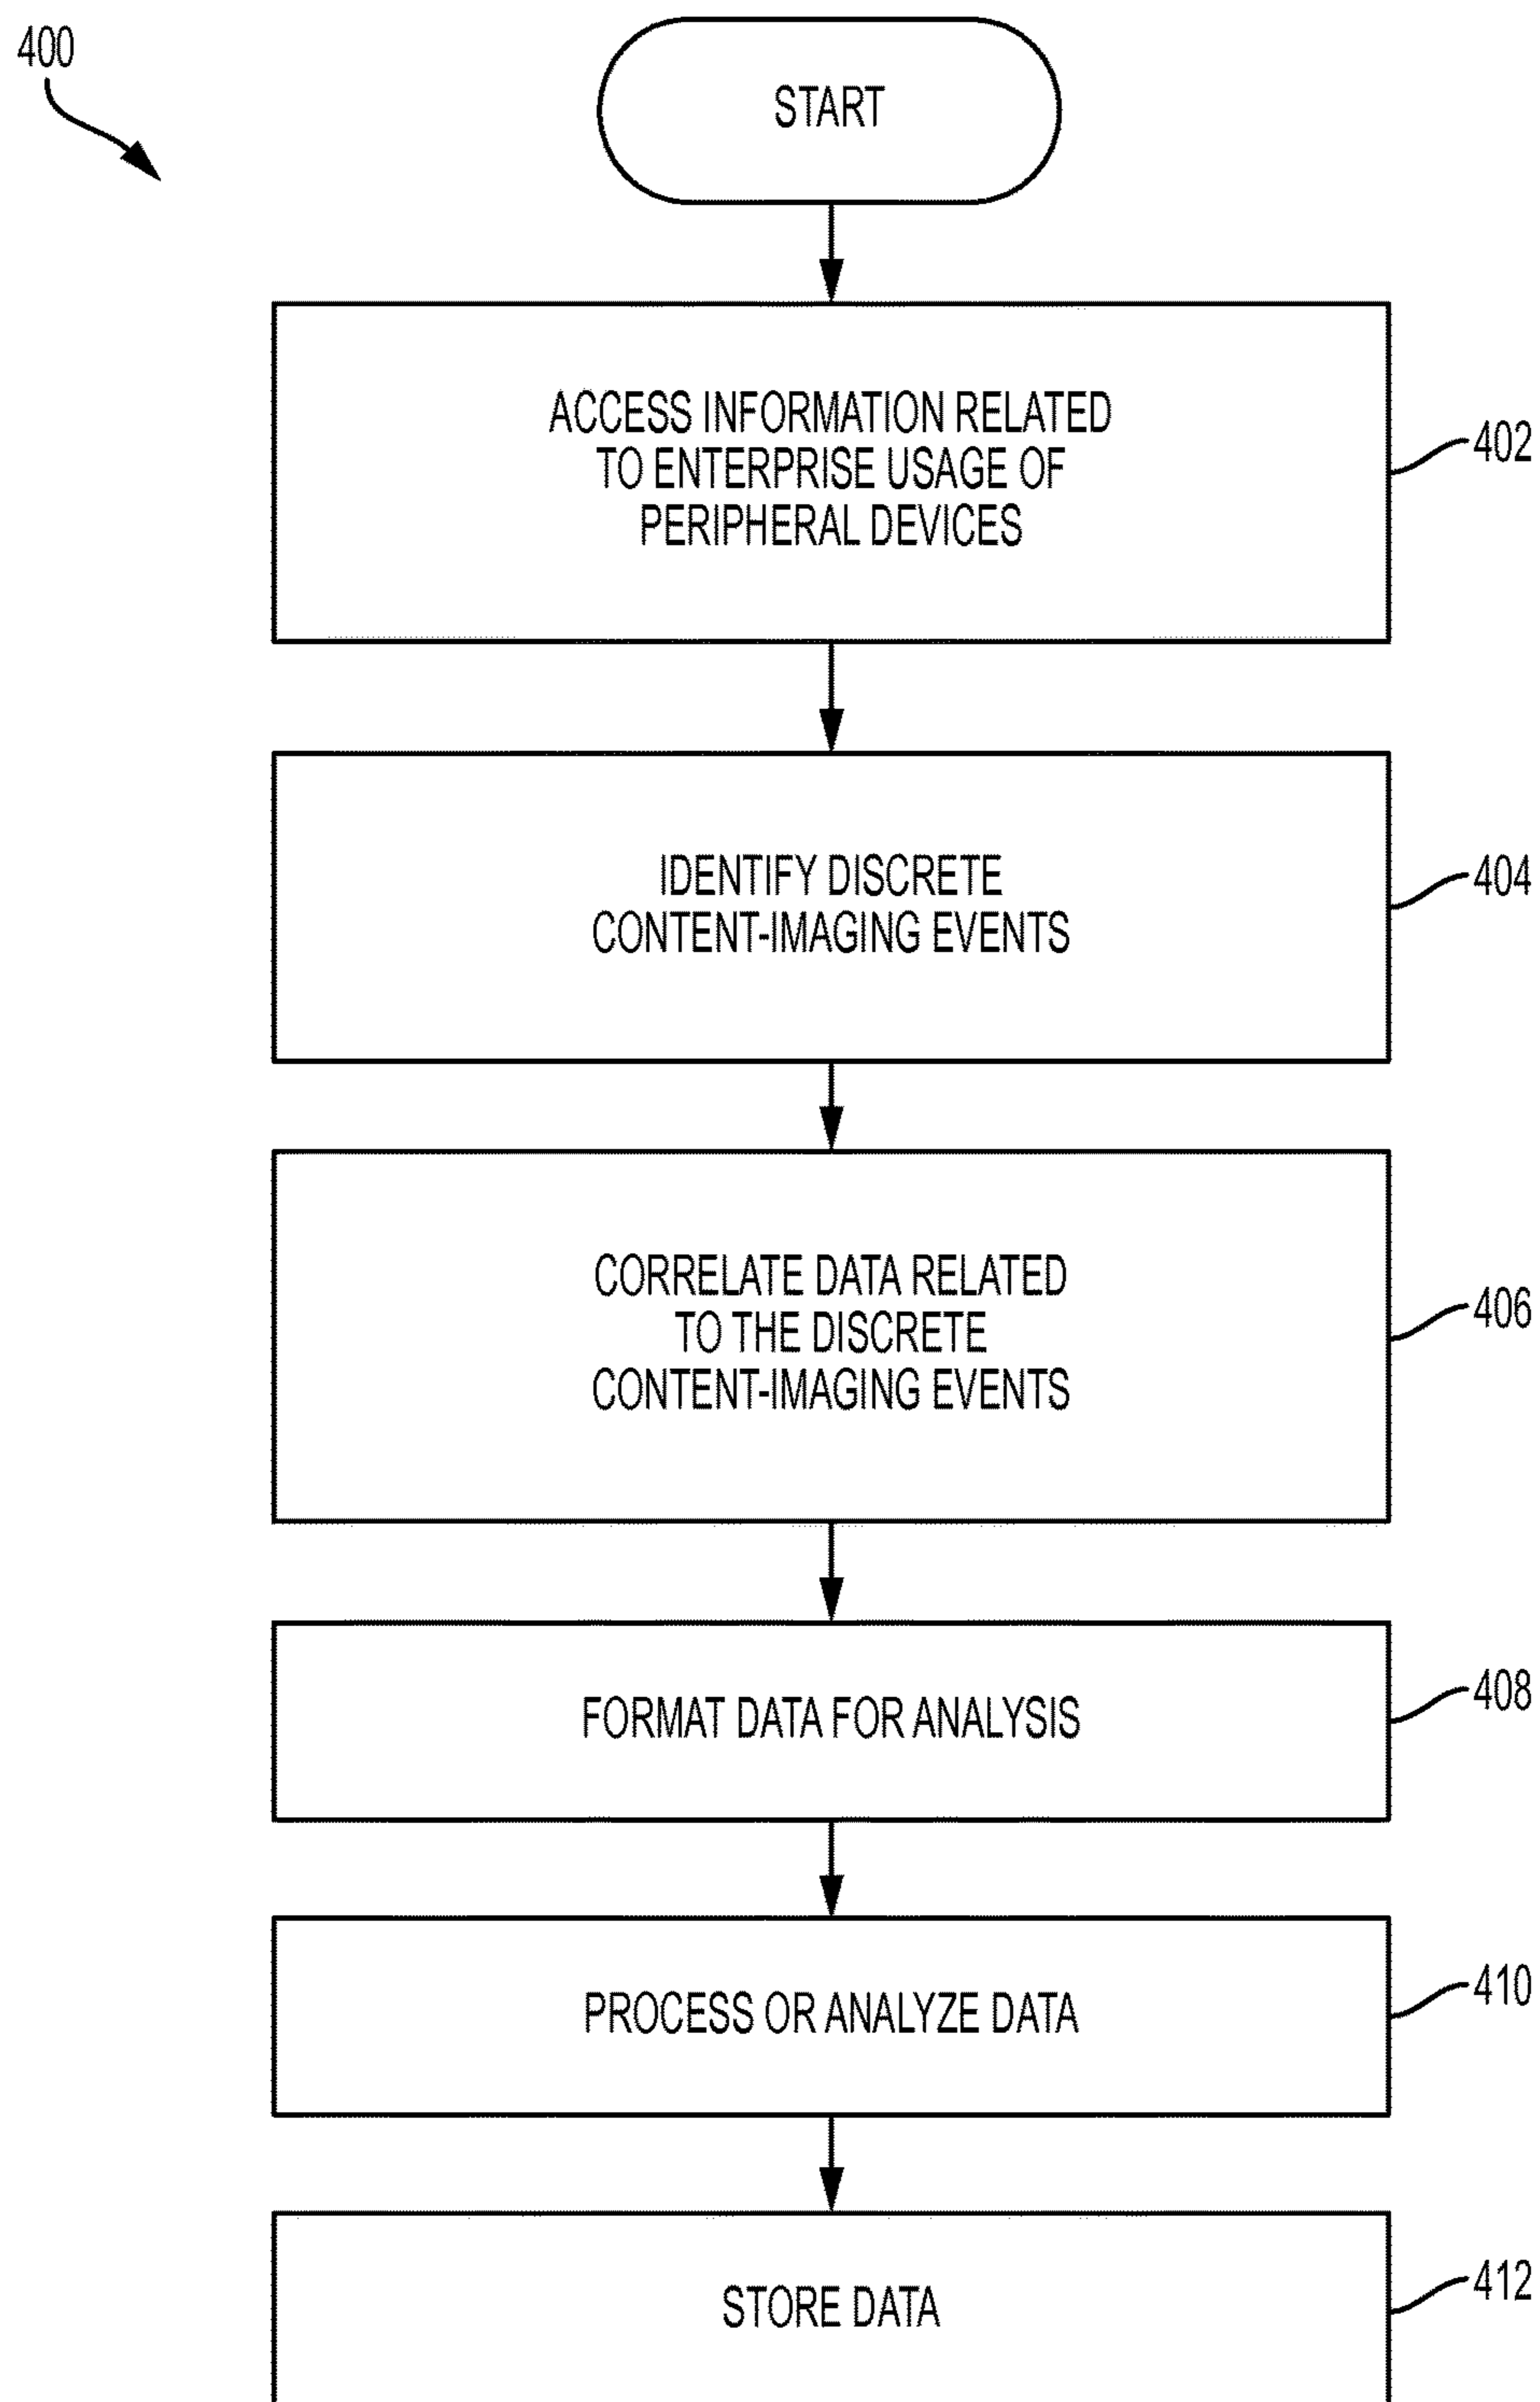 400
START
ACCESS INFORMATION RELATED
TO ENTERPRISE USAGE OF
PERIPHERAL DEVICES
402
IDENTIFY DISCRETE
CONTENT-IMAGING EVENTS
404
CORRELATE DATA RELATED
TO THE DISCRETE
CONTENT-IMAGING EVENTS
406
FORMAT DATA FOR ANALYSIS
408
PROCESS OR ANALYZE DATA
410
STORE DATA
412